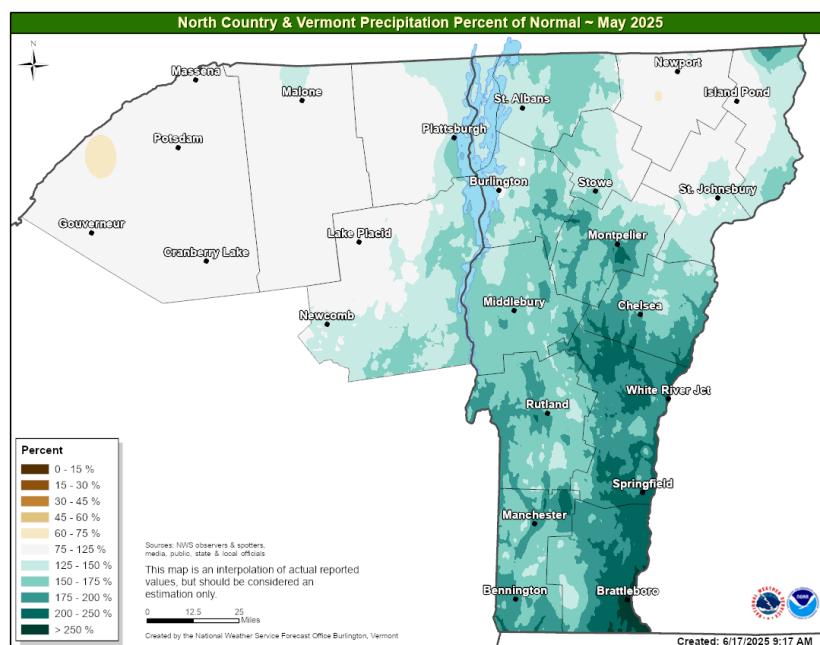 North Country & Vermont Precipitation Percent of Normal ~ May 2025
N
Massena
Malone
Newport
Island Pond
St. Albans
Plattsburgh
Potsdam
Burlington
Stowe
St. Johnsbury
Gouverneur
Lake Placid
Montpelier
Cranberry Lake
Newcomb
Middlebury
Chelsea
White River Jct
Rutland
Springfield
Manchester
Bennington
Brattleboro
Percent
0 - 15 %
15 - 30 %
30 - 45 %
45 - 60 %
60 - 75 %
75 - 125 %
125 - 150 %
150 - 175 %
175 - 200 %
200 - 250 %
> 250 %
Sources: NWS observers & spotters,
media, public, state & local officials
This map is an interpolation of actual reported
values, but should be considered an
estimation only.
0 12.5 25
Miles
Created by the National Weather Service Forecast Office Burlington, Vermont
NATIONAL WEATHER SERVICE
NOAA
Created: 6/17/2025 9:17 AM